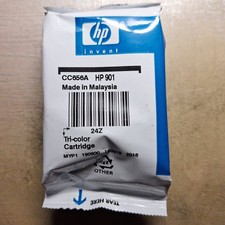 hp
invent
CC656A HP 901
Made in Malaysia
24Z
Tri-color
Cartridge
OTHER
TEAR HERE